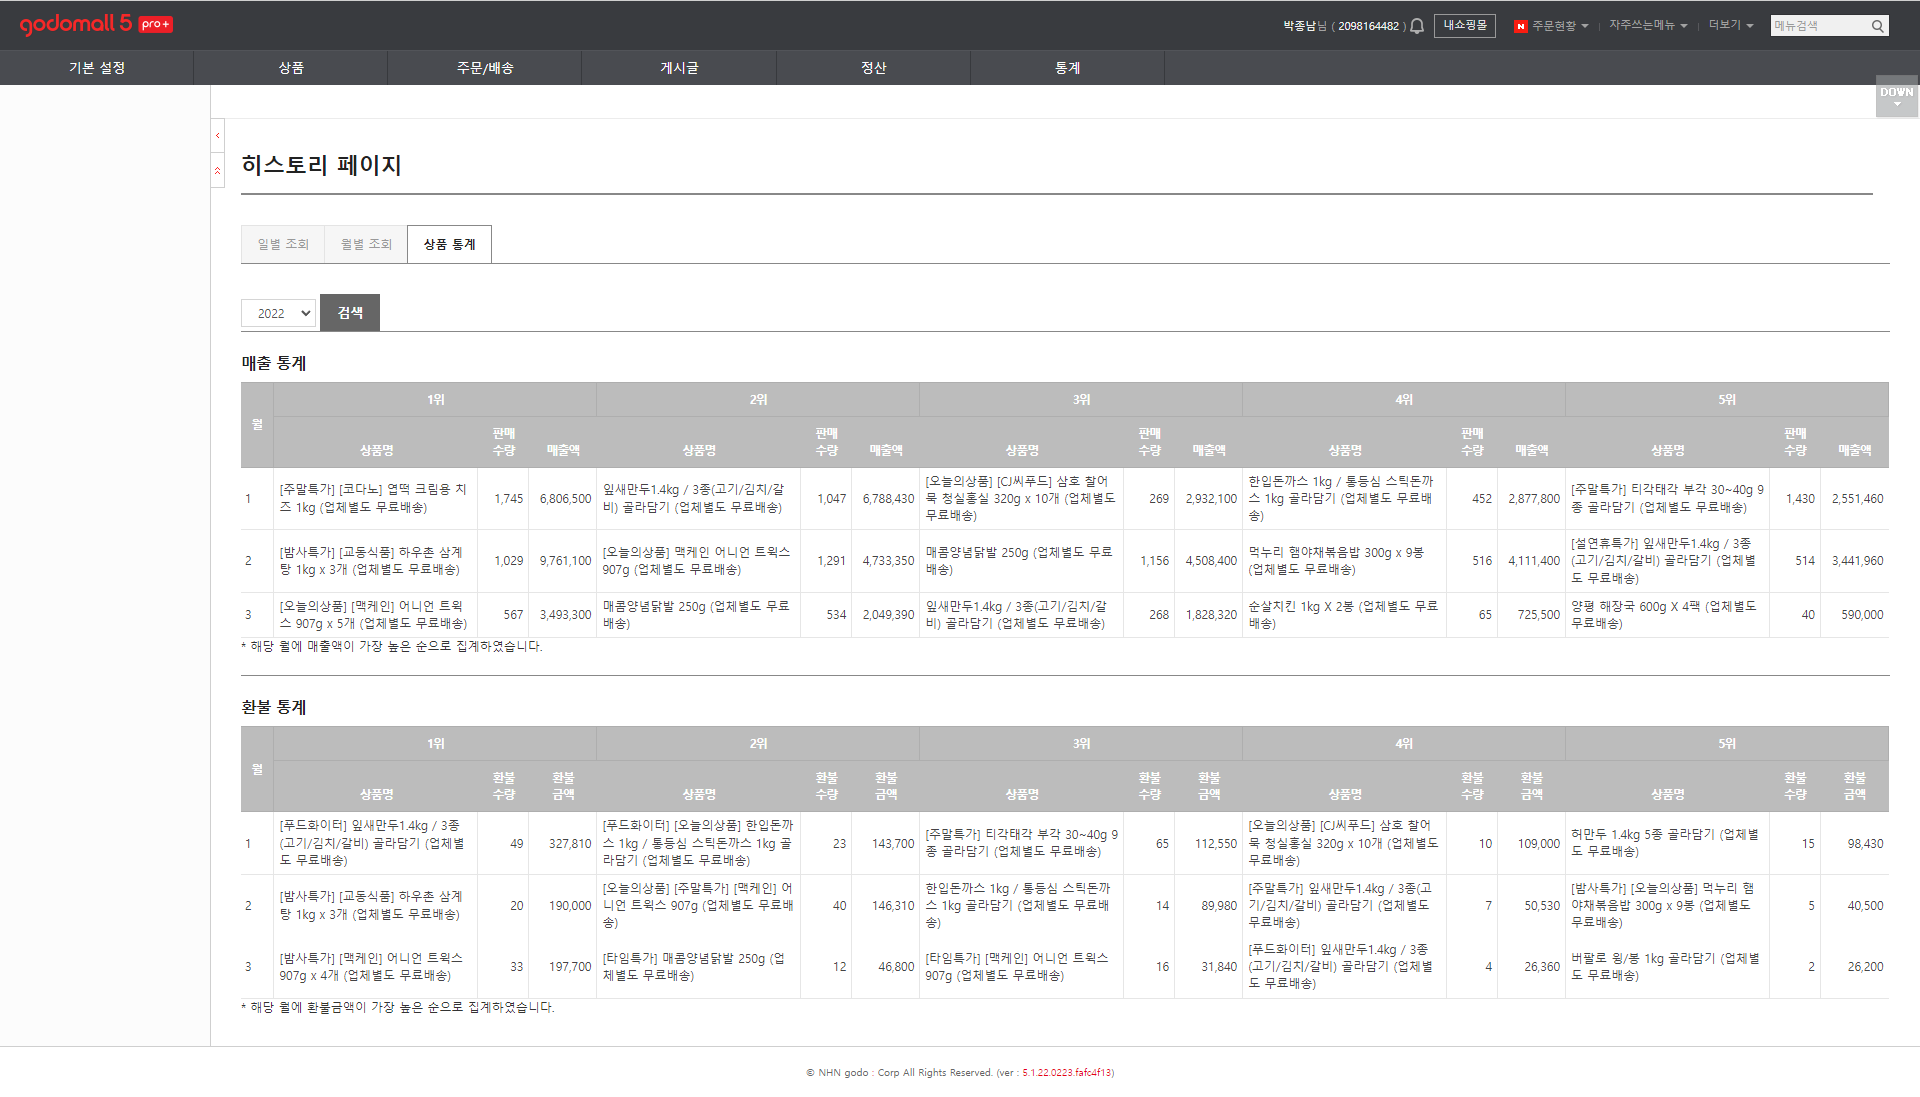 godomall 5 pro+
박종남님 ( 2098164482 ) 내쇼핑몰 N 주문현황 자주쓰는메뉴 더보기 메뉴검색
기본 설정 상품 주문/배송 게시글 정산 통계
DOWN
히스토리 페이지
일별 조회 월별 조회 상품 통계
2022 검색
매출 통계
월 1위 2위 3위 4위 5위
상품명 판매수량 매출액 상품명 판매수량 매출액 상품명 판매수량 매출액 상품명 판매수량 매출액 상품명 판매수량 매출액
1 [주말특가] [코다노] 엽떡 크림용 치즈 1kg (업체별도 무료배송) 1,745 6,806,500 잎새만두1.4kg / 3종(고기/김치/갈비) 골라담기 (업체별도 무료배송) 1,047 6,788,430 [오늘의상품] [CJ씨푸드] 삼호 찰어묵 청실홍실 320g x 10개 (업체별도 무료배송) 269 2,932,100 한입돈까스 1kg / 통등심 스틱돈까스 1kg 골라담기 (업체별도 무료배송) 452 2,877,800 [주말특가] 티각태각 부각 30~40g 9종 골라담기 (업체별도 무료배송) 1,430 2,551,460
2 [밤사특가] [교동식품] 하우촌 삼계탕 1kg x 3개 (업체별도 무료배송) 1,029 9,761,100 [오늘의상품] 맥케인 어니언 트윅스 907g (업체별도 무료배송) 1,291 4,733,350 매콤양념닭발 250g (업체별도 무료배송) 1,156 4,508,400 먹누리 햄야채볶음밥 300g x 9봉 (업체별도 무료배송) 516 4,111,400 [설연휴특가] 잎새만두1.4kg / 3종(고기/김치/갈비) 골라담기 (업체별도 무료배송) 514 3,441,960
3 [오늘의상품] [맥케인] 어니언 트윅스 907g x 5개 (업체별도 무료배송) 567 3,493,300 매콤양념닭발 250g (업체별도 무료배송) 534 2,049,390 잎새만두1.4kg / 3종(고기/김치/갈비) 골라담기 (업체별도 무료배송) 268 1,828,320 순살치킨 1kg X 2봉 (업체별도 무료배송) 65 725,500 양평 해장국 600g X 4팩 (업체별도 무료배송) 40 590,000
* 해당 월에 매출액이 가장 높은 순으로 집계하였습니다.
환불 통계
월 1위 2위 3위 4위 5위
상품명 환불수량 환불금액 상품명 환불수량 환불금액 상품명 환불수량 환불금액 상품명 환불수량 환불금액 상품명 환불수량 환불금액
1 [푸드화이터] 잎새만두1.4kg / 3종(고기/김치/갈비) 골라담기 (업체별도 무료배송) 49 327,810 [푸드화이터] [오늘의상품] 한입돈까스 1kg / 통등심 스틱돈까스 1kg 골라담기 (업체별도 무료배송) 23 143,700 [주말특가] 티각태각 부각 30~40g 9종 골라담기 (업체별도 무료배송) 65 112,550 [오늘의상품] [CJ씨푸드] 삼호 찰어묵 청실홍실 320g x 10개 (업체별도 무료배송) 10 109,000 허만두 1.4kg 5종 골라담기 (업체별도 무료배송) 15 98,430
2 [밤사특가] [교동식품] 하우촌 삼계탕 1kg x 3개 (업체별도 무료배송) 20 190,000 [오늘의상품] [주말특가] [맥케인] 어니언 트윅스 907g (업체별도 무료배송) 40 146,310 한입돈까스 1kg / 통등심 스틱돈까스 1kg 골라담기 (업체별도 무료배송) 14 89,980 [주말특가] 잎새만두1.4kg / 3종(고기/김치/갈비) 골라담기 (업체별도 무료배송) 7 50,530 [밤사특가] [오늘의상품] 먹누리 햄야채볶음밥 300g x 9봉 (업체별도 무료배송) 5 40,500
3 [밤사특가] [맥케인] 어니언 트윅스 907g x 4개 (업체별도 무료배송) 33 197,700 [타임특가] 매콤양념닭발 250g (업체별도 무료배송) 12 46,800 [타임특가] [맥케인] 어니언 트윅스 907g (업체별도 무료배송) 16 31,840 [푸드화이터] 잎새만두1.4kg / 3종(고기/김치/갈비) 골라담기 (업체별도 무료배송) 4 26,360 버팔로 윙/봉 1kg 골라담기 (업체별도 무료배송) 2 26,200
* 해당 월에 환불금액이 가장 높은 순으로 집계하였습니다.
© NHN godo : Corp All Rights Reserved. (ver : 5.1.22.0223.fafc4f13)